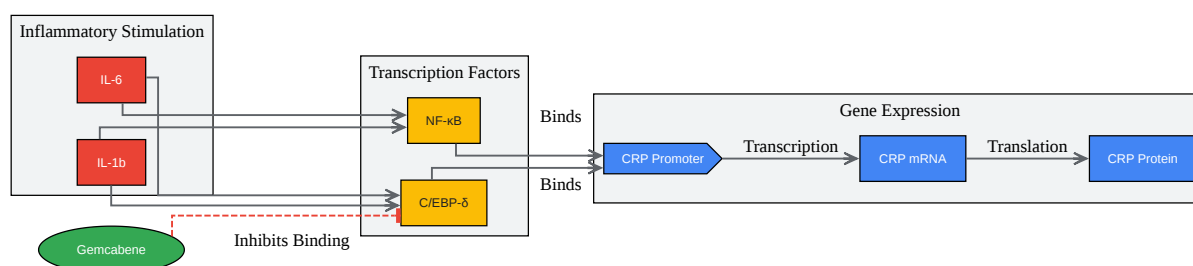 Inflammatory Stimulation
IL-6
IL-1b
Gemcabene
Inhibits Binding
Transcription Factors
NF-κB
C/EBP-δ
Binds
Binds
Gene Expression
CRP Promoter
Transcription
CRP mRNA
Translation
CRP Protein